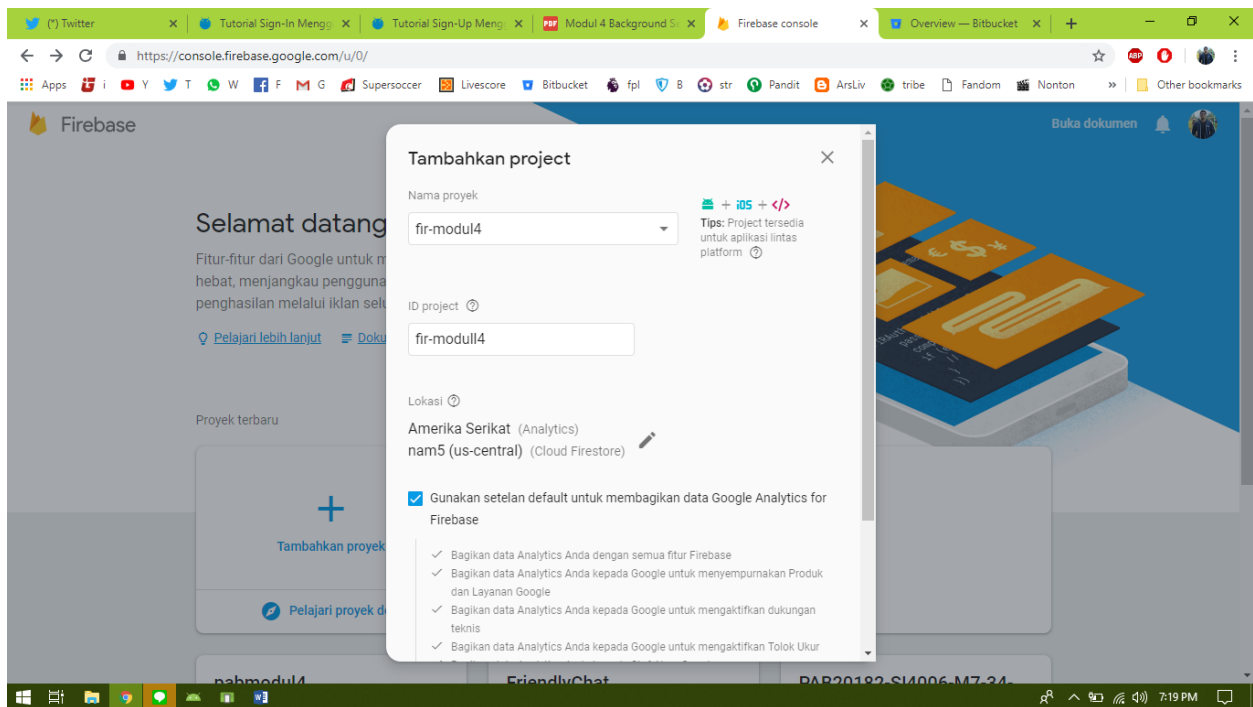 (*) Twitter
Tutorial Sign-In Mengg
Tutorial Sign-Up Meng
Modul 4 Background S
Firebase console
Overview — Bitbucket
https://console.firebase.google.com/u/0/
ABP
Apps i Y T W F G Supersoccer Livescore Bitbucket fpl B str Pandit ArsLiv tribe Fandom Nonton » Other bookmarks
Firebase
Buka dokumen
Tambahkan project
Nama proyek
fir-modul4
+ iOS + </>
Tips: Project tersedia
untuk aplikasi lintas
platform
Selamat datang
Fitur-fitur dari Google untuk m
hebat, menjangkau pengguna
penghasilan melalui iklan selu
Pelajari lebih lanjut Doku
ID project
fir-modull4
Lokasi
Amerika Serikat (Analytics)
nam5 (us-central) (Cloud Firestore)
Proyek terbaru
Tambahkan proyek
Pelajari proyek d
Gunakan setelan default untuk membagikan data Google Analytics for
Firebase
Bagikan data Analytics Anda dengan semua fitur Firebase
Bagikan data Analytics Anda kepada Google untuk menyempurnakan Produk
dan Layanan Google
Bagikan data Analytics Anda kepada Google untuk mengaktifkan dukungan
teknis
Bagikan data Analytics Anda kepada Google untuk mengaktifkan Tolok Ukur
pabmodul4
FriendlyChat
PAB20182-SI4006-M7-34-
7:19 PM